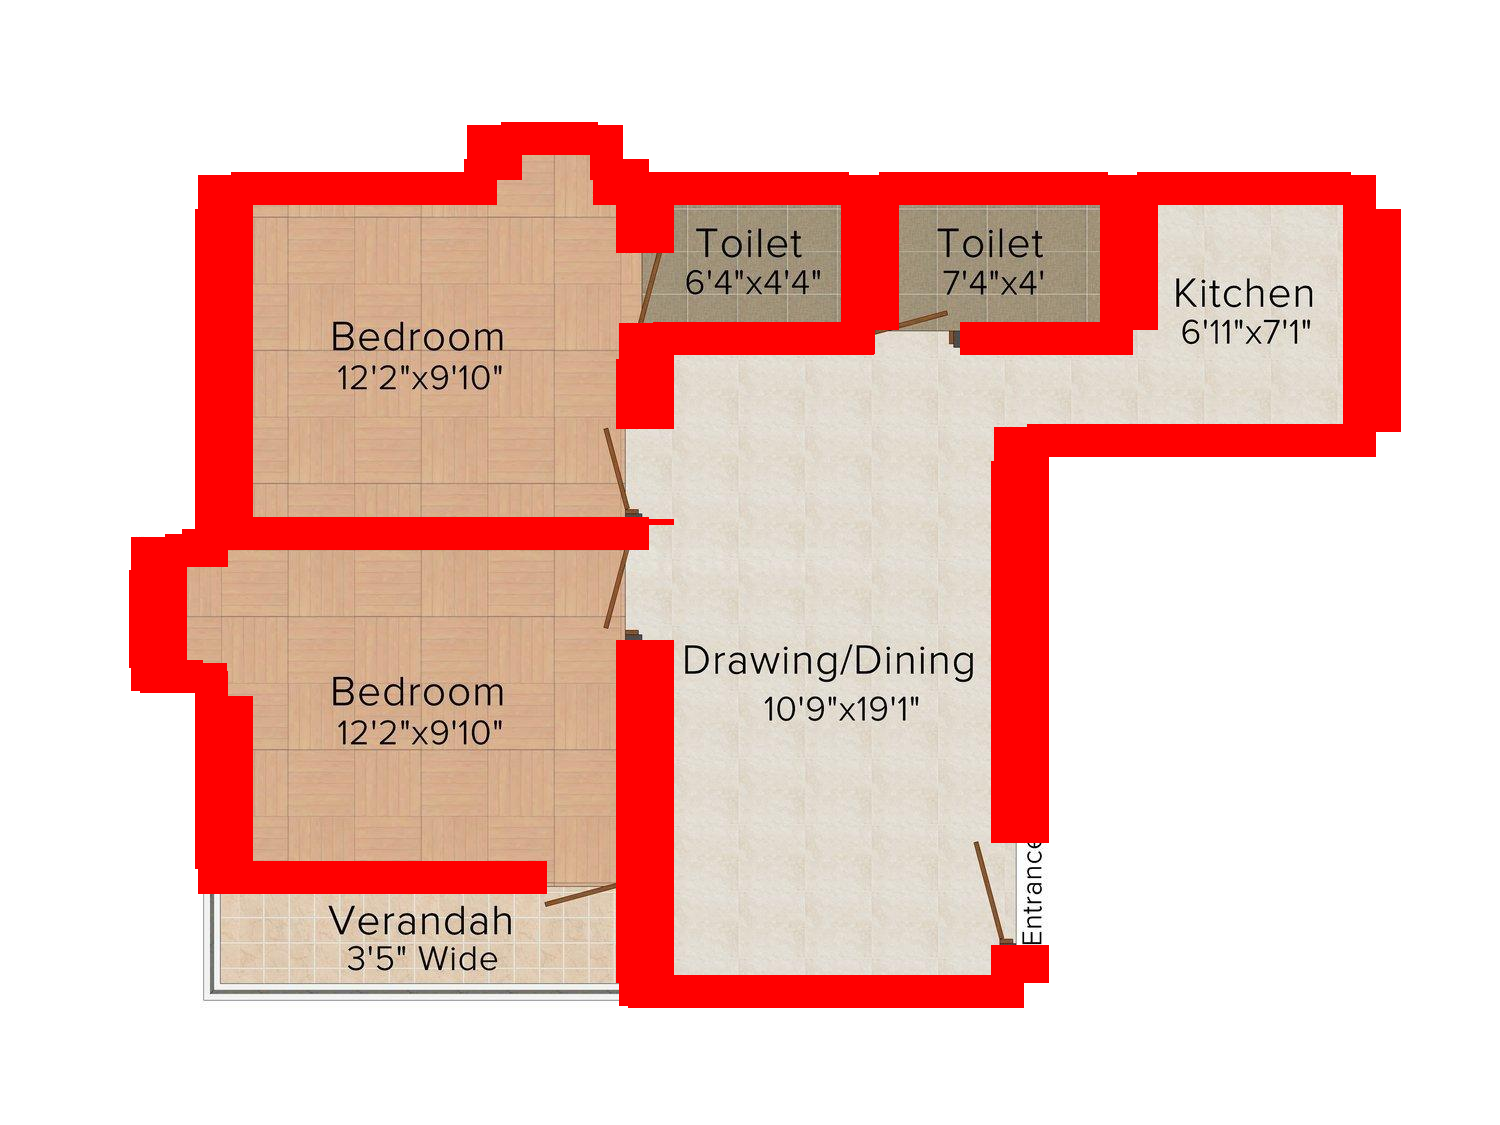 Toilet
6'4"x4'4"
Toilet
7'4"x4'
Kitchen
6'11"x7'1"
Bedroom
12'2"x9'10"
Drawing/Dining
10'9"x19'1"
Bedroom
12'2"x9'10"
Entrance
Verandah
3'5" Wide